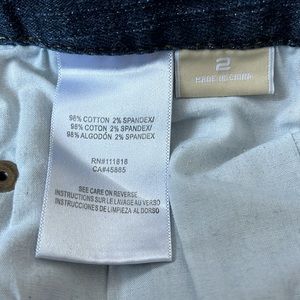 2
MADE IN CHINA
98% COTTON 2% SPANDEX/
98% COTON 2% SPANDEX/
98% ALGODÓN 2% SPANDEX
RN#111818
CA#45885
SEE CARE ON REVERSE
INSTRUCTIONS SUR LE LAVAGE AU VERSO
INSTRUCCIONES DE LIMPIEZA AL DORSO